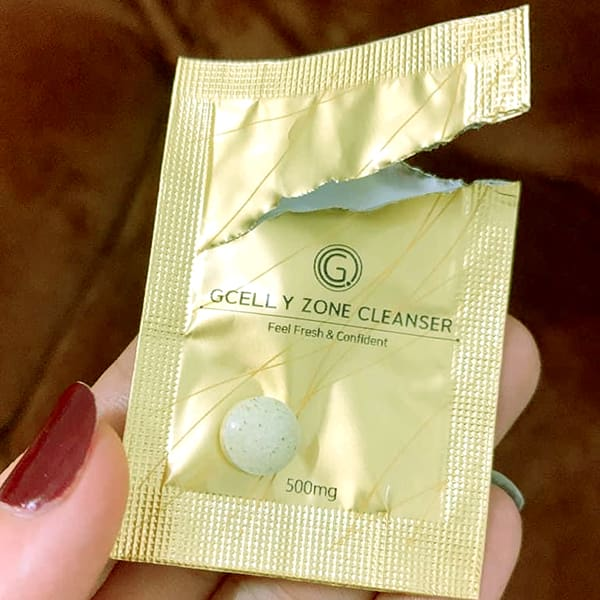 G.
GCELL Y ZONE CLEANSER
Feel Fresh & Confident
500mg